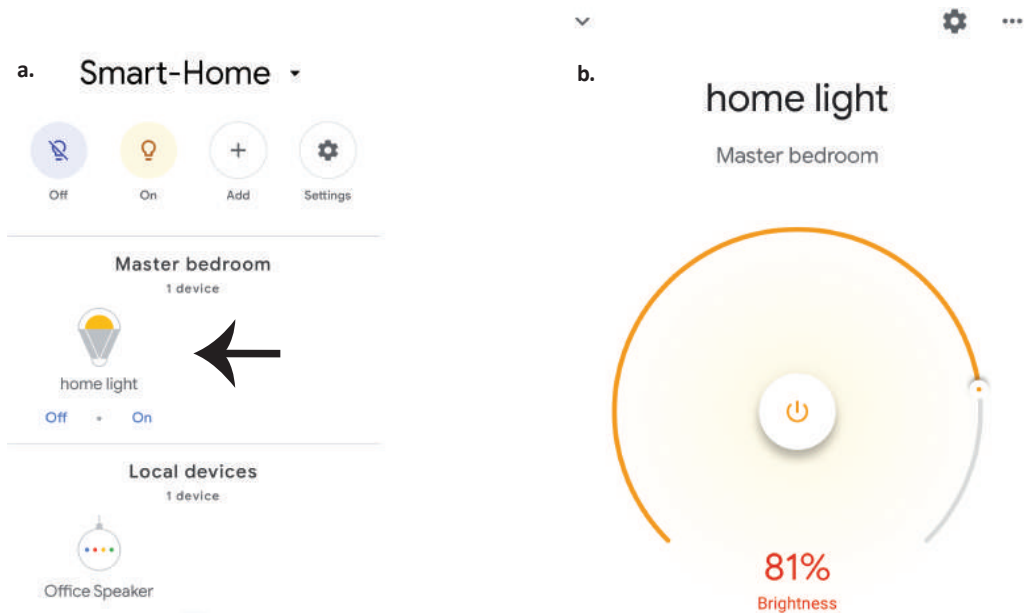 a.
Smart-Home
Off On Add Settings
Master bedroom
1 device
home light
Off • On
Local devices
1 device
Office Speaker
b.
home light
Master bedroom
81%
Brightness